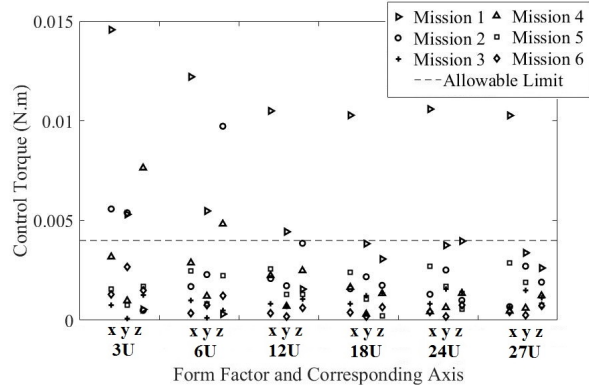 Mission 1 Mission 4
Mission 2 Mission 5
Mission 3 Mission 6
Allowable Limit
0.015
0.01
0.005
0
Control Torque (N.m)
x y z x y z x y z x y z x y z x y z
3U 6U 12U 18U 24U 27U
Form Factor and Corresponding Axis